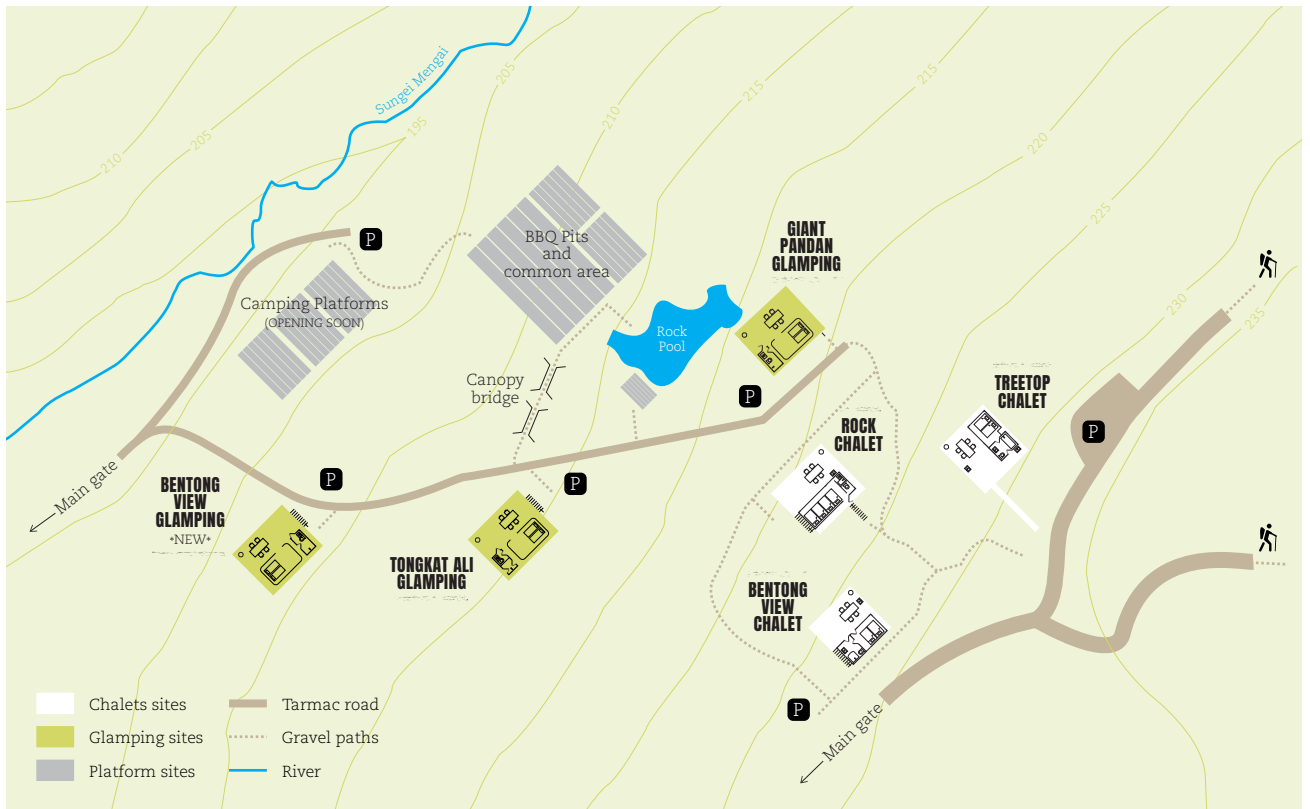 Sungei Mengai
205
195
205
210
210
215
215
220
225
230
235
P
BBQ Pits
and
common area
Camping Platforms
(OPENING SOON)
GIANT
PANDAN
GLAMPING
Rock
Pool
Canopy
bridge
P
TREETOP
CHALET
ROCK
CHALET
P
Main gate
BENTONG
VIEW
GLAMPING
*NEW*
P
P
TONGKAT ALI
GLAMPING
BENTONG
VIEW
CHALET
P
Main gate
Chalets sites
Glamping sites
Platform sites
Tarmac road
Gravel paths
River